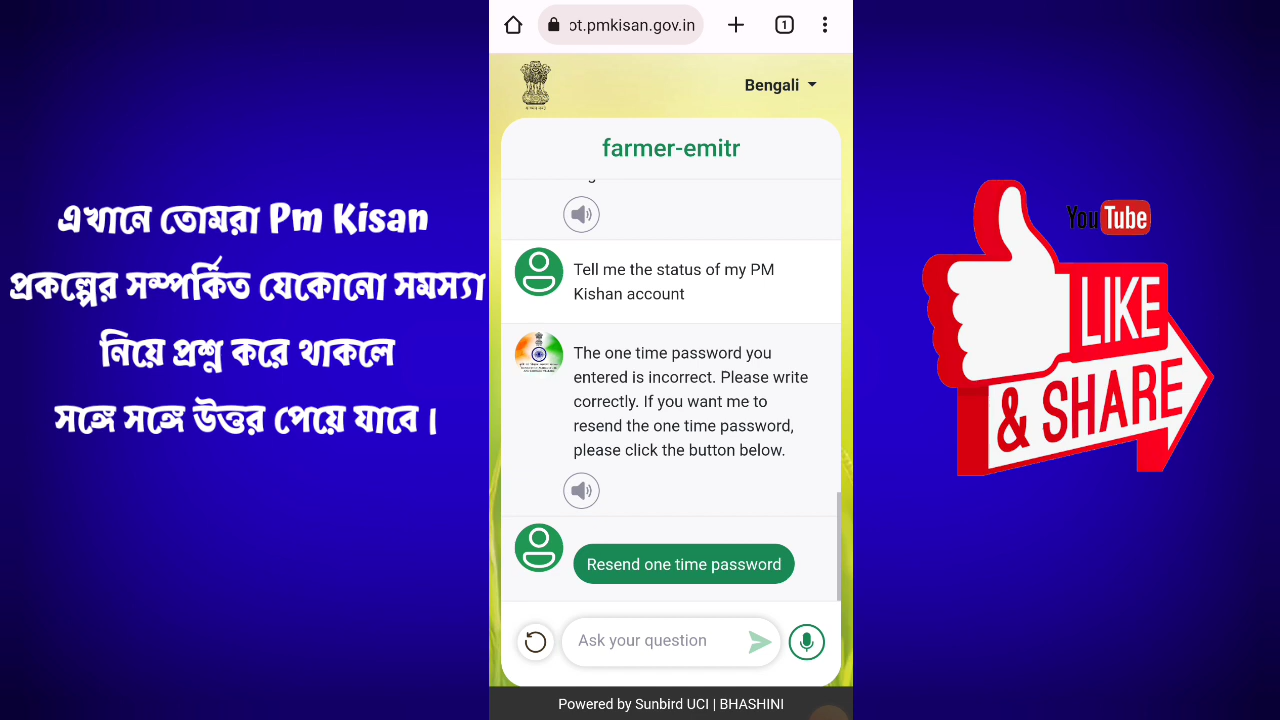 এখানে তোমরা Pm Kisan
প্রকল্পের সম্পর্কিত যেকোনো সমস্যা
নিয়ে প্রশ্ন করে থাকলে
সঙ্গে সঙ্গে উত্তর পেয়ে যাবে।
ot.pmkisan.gov.in
1
Bengali
farmer-emitr
Tell me the status of my PM
Kishan account
The one time password you
entered is incorrect. Please write
correctly. If you want me to
resend the one time password,
please click the button below.
Resend one time password
Ask your question
Powered by Sunbird UCI | BHASHINI
YouTube
LIKE
& SHARE